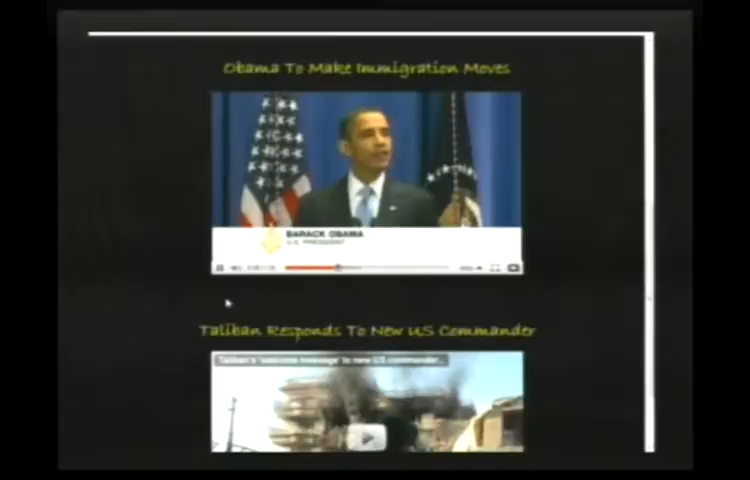 Obama To Make Immigration Moves
BARACK OBAMA
U.S. PRESIDENT
Taliban Responds To New US Commander
Taliban's 'welcome message' to new US commander...